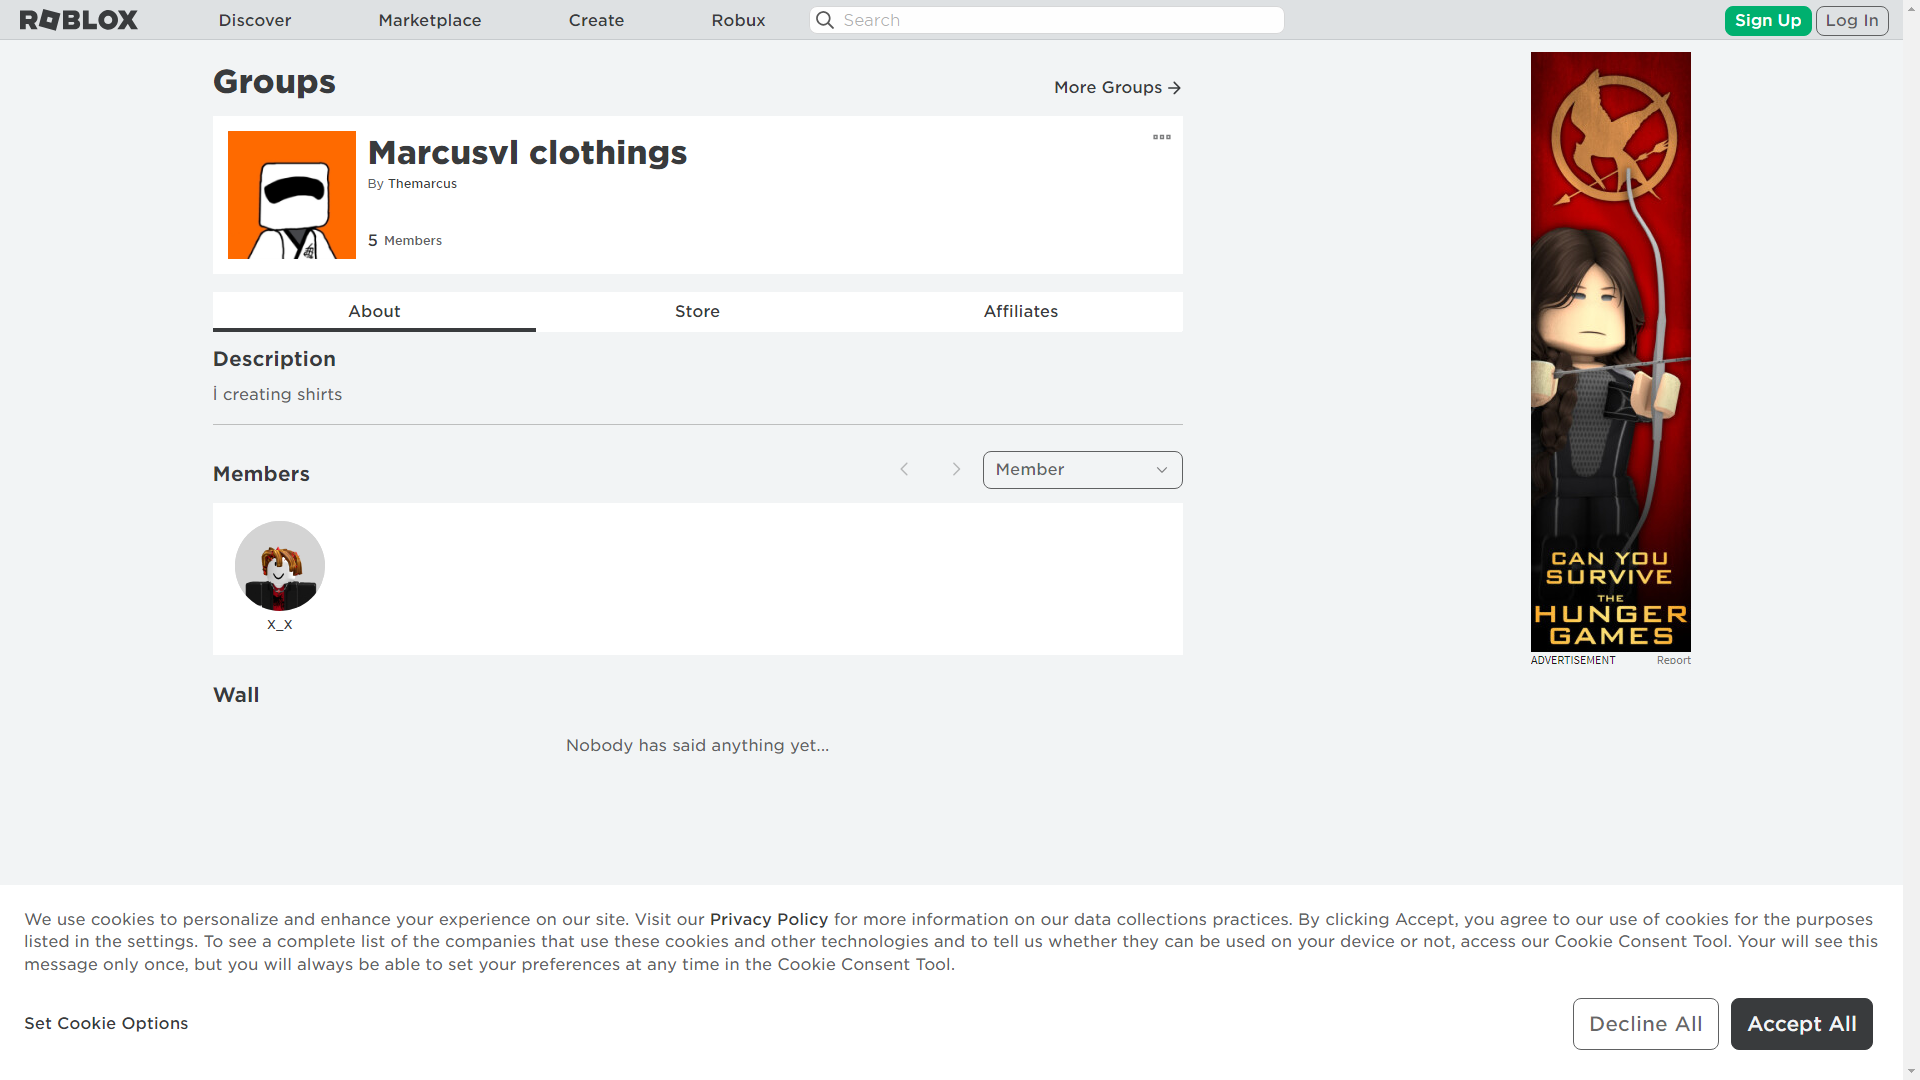 ROBLOX
Discover
Marketplace
Create
Robux
Search
Sign Up
Log In
Groups
More Groups
Marcusvl clothings
By Themarcus
5 Members
About
Store
Affiliates
Description
İ creating shirts
Members
Member
x_x
Wall
Nobody has said anything yet...
CAN YOU
SURVIVE
THE
HUNGER
GAMES
ADVERTISEMENT
Report
We use cookies to personalize and enhance your experience on our site. Visit our Privacy Policy for more information on our data collections practices. By clicking Accept, you agree to our use of cookies for the purposes
listed in the settings. To see a complete list of the companies that use these cookies and other technologies and to tell us whether they can be used on your device or not, access our Cookie Consent Tool. Your will see this
message only once, but you will always be able to set your preferences at any time in the Cookie Consent Tool.
Set Cookie Options
Decline All
Accept All